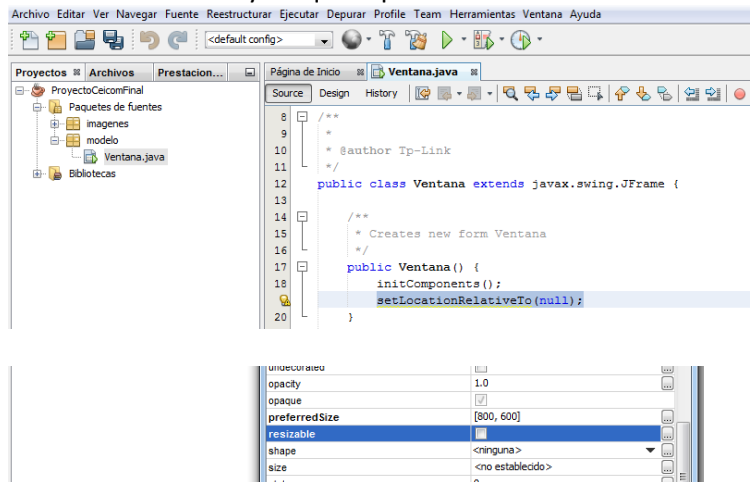 Archivo Editar Ver Navegar Fuente Reestructurar Ejecutar Depurar Profile Team Herramientas Ventana Ayuda
<default config>
Proyectos Archivos Prestacion...
Página de Inicio Ventana.java
ProyectoCeicomFinal
Paquetes de fuentes
imagenes
modelo
Ventana.java
Bibliotecas
Source Design History
8 /**
9 *
10 * @author Tp-Link
11 */
12 public class Ventana extends javax.swing.JFrame {
13
14 /**
15 * Creates new form Ventana
16 */
17 public Ventana() {
18 initComponents();
setLocationRelativeTo(null);
20 }
undecorated
opacity 1.0
opaque
preferredSize [800, 600]
resizable
shape <ninguna>
size <no establecido>